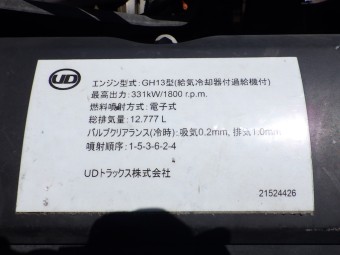 UD
エンジン型式:GH13型(給気冷却器付過給機付)
最高出力:331kW/1800 r.p.m.
燃料噴射方式:電子式
総排気量:12.777 L
バルブクリアランス(冷時):吸気0.2mm, 排気1.0mm
噴射順序:1-5-3-6-2-4
UDトラックス株式会社
21524426